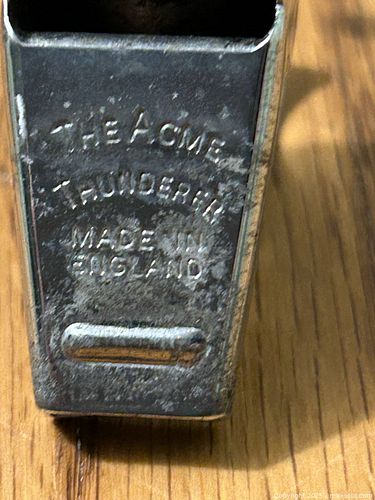 THE ACME
THUNDERER
MADE IN
ENGLAND